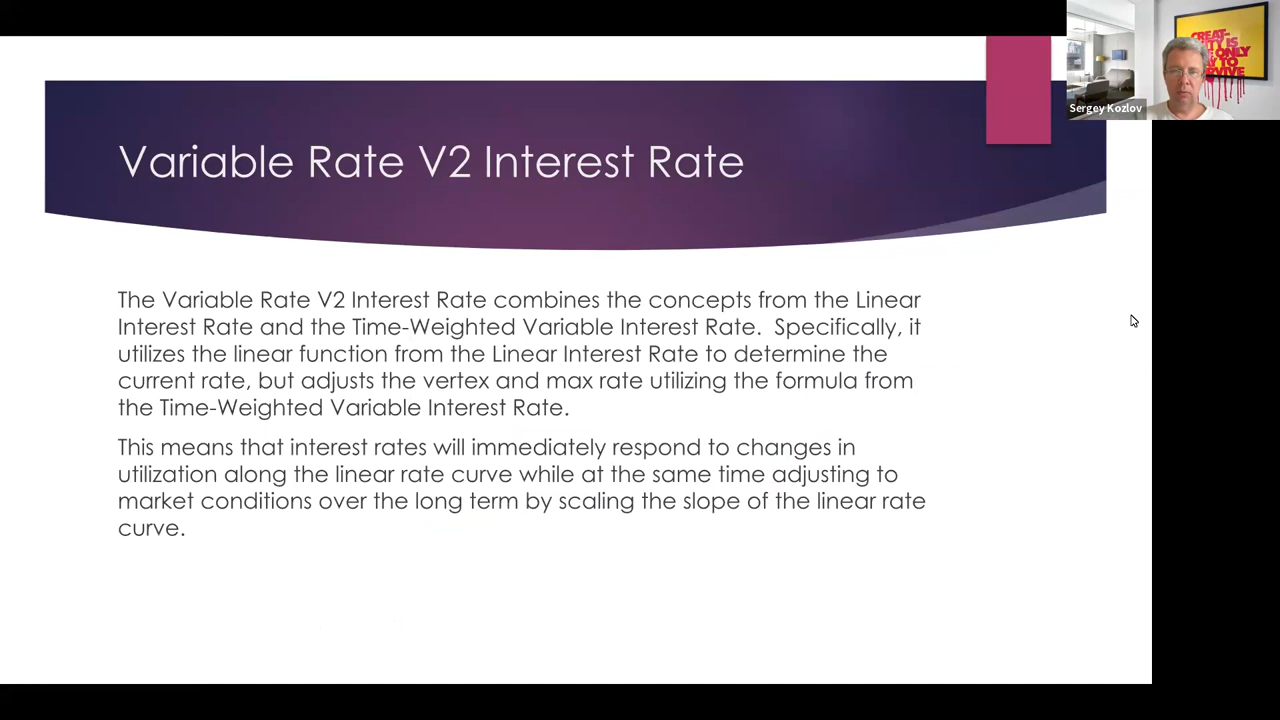 Variable Rate V2 Interest Rate
The Variable Rate V2 Interest Rate combines the concepts from the Linear
Interest Rate and the Time-Weighted Variable Interest Rate.  Specifically, it
utilizes the linear function from the Linear Interest Rate to determine the
current rate, but adjusts the vertex and max rate utilizing the formula from
the Time-Weighted Variable Interest Rate.
This means that interest rates will immediately respond to changes in
utilization along the linear rate curve while at the same time adjusting to
market conditions over the long term by scaling the slope of the linear rate
curve.
CREAT-
TY IS
ONLY
TO
Sergey Kozlov